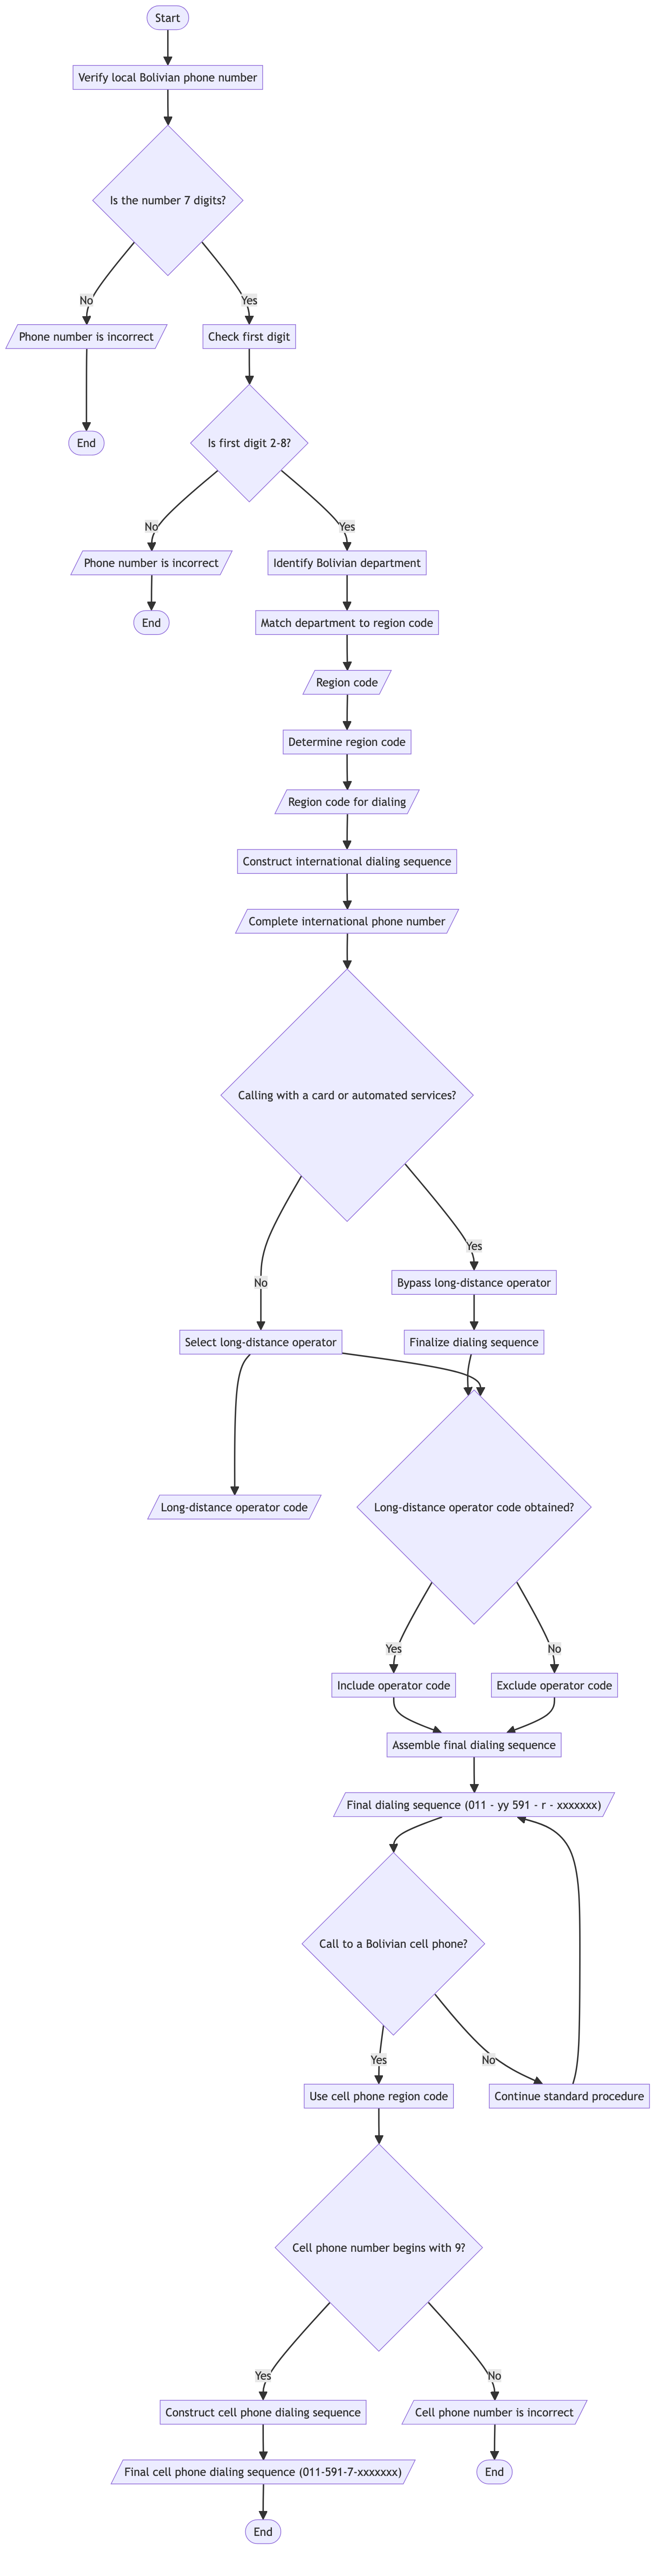 Start
Verify local Bolivian phone number
Is the number 7 digits?
No
Yes
Phone number is incorrect
Check first digit
End
Is first digit 2-8?
No
Yes
Phone number is incorrect
Identify Bolivian department
End
Match department to region code
Region code
Determine region code
Region code for dialing
Construct international dialing sequence
Complete international phone number
Calling with a card or automated services?
Yes
No
Bypass long-distance operator
Select long-distance operator
Finalize dialing sequence
Long-distance operator code
Long-distance operator code obtained?
Yes
No
Include operator code
Exclude operator code
Assemble final dialing sequence
Final dialing sequence (011 - yy 591 - r - xxxxxxx)
Call to a Bolivian cell phone?
Yes
No
Use cell phone region code
Continue standard procedure
Cell phone number begins with 9?
Yes
No
Construct cell phone dialing sequence
Cell phone number is incorrect
Final cell phone dialing sequence (011-591-7-xxxxxxx)
End
End